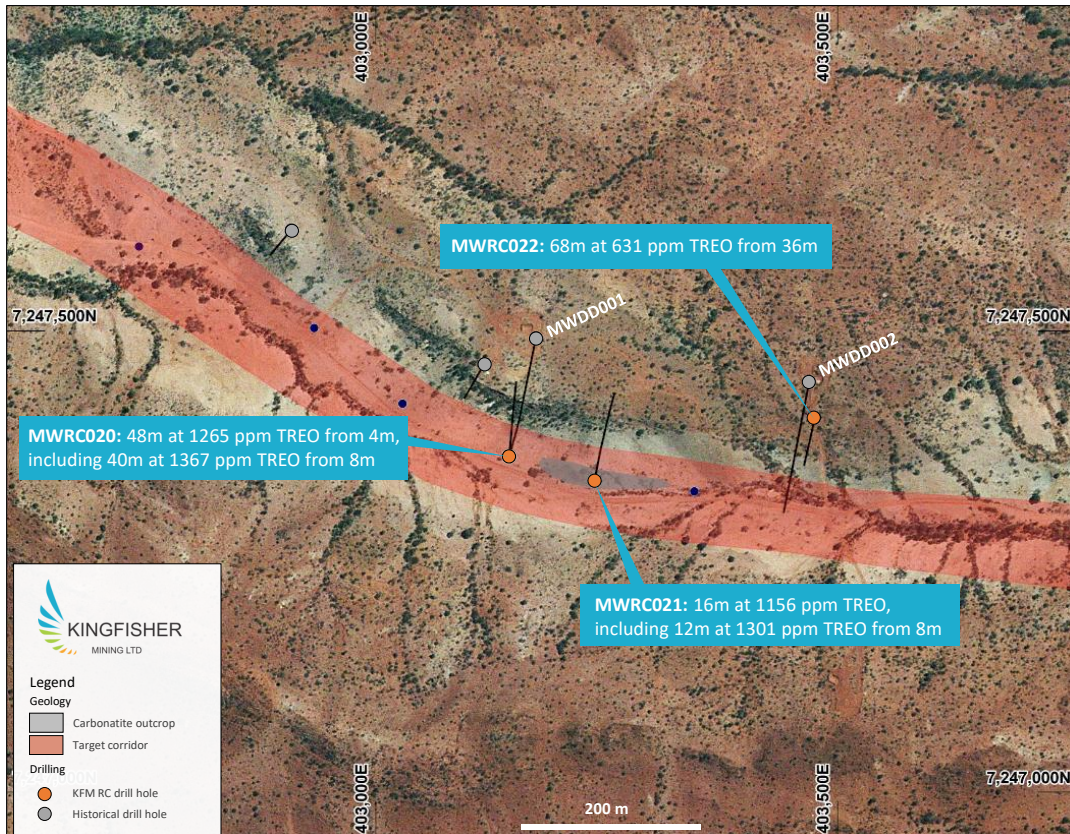 403,000E
403,500E
MWRC022: 68m at 631 ppm TREO from 36m
7,247,500N
7,247,500N
MWDD001
MWDD002
MWRC020: 48m at 1265 ppm TREO from 4m,
including 40m at 1367 ppm TREO from 8m
MWRC021: 16m at 1156 ppm TREO,
including 12m at 1301 ppm TREO from 8m
KINGFISHER
MINING LTD
Legend
Geology
Carbonatite outcrop
Target corridor
Drilling
7,247,000N
7,247,000N
KFM RC drill hole
Historical drill hole
403,000E
403,500E
200 m